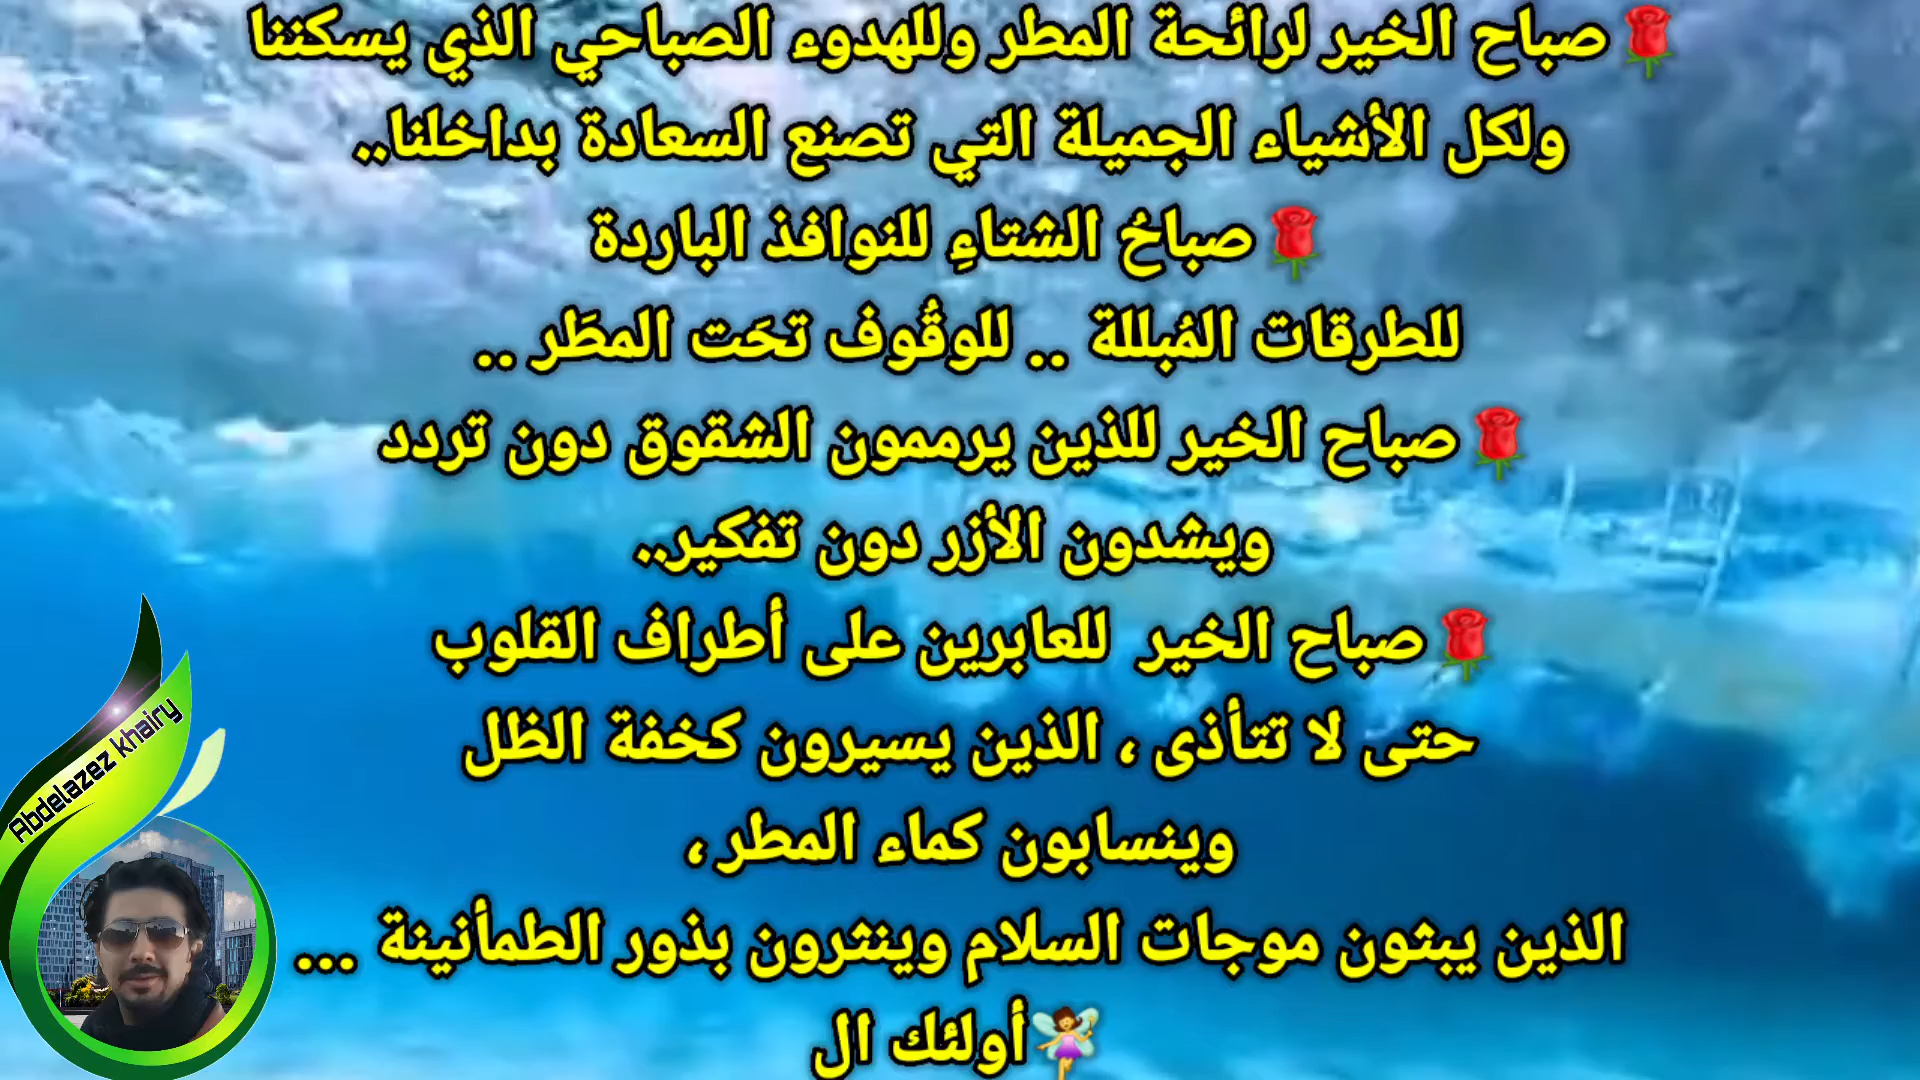 🌹صباح الخير لرائحة المطر وللهدوء الصباحي الذي يسكننا
ولكل الأشياء الجميلة التي تصنع السعادة بداخلنا..
🌹صباحُ الشتاءِ للنوافذ الباردة
للطرقات المُبللة .. للوقُوف تحَت المطَر ..
🌹صباح الخير للذين يرممون الشقوق دون تردد
ويشدون الأزر دون تفكير..
🌹صباح الخير للعابرين على أطراف القلوب
حتى لا تتأذى ، الذين يسيرون كخفة الظل
وينسابون كماء المطر ،
الذين يبثون موجات السلامِ وينثرون بذور الطمأنينة ...
🧚‍♀️أولئك ال
Abdelazez khairy